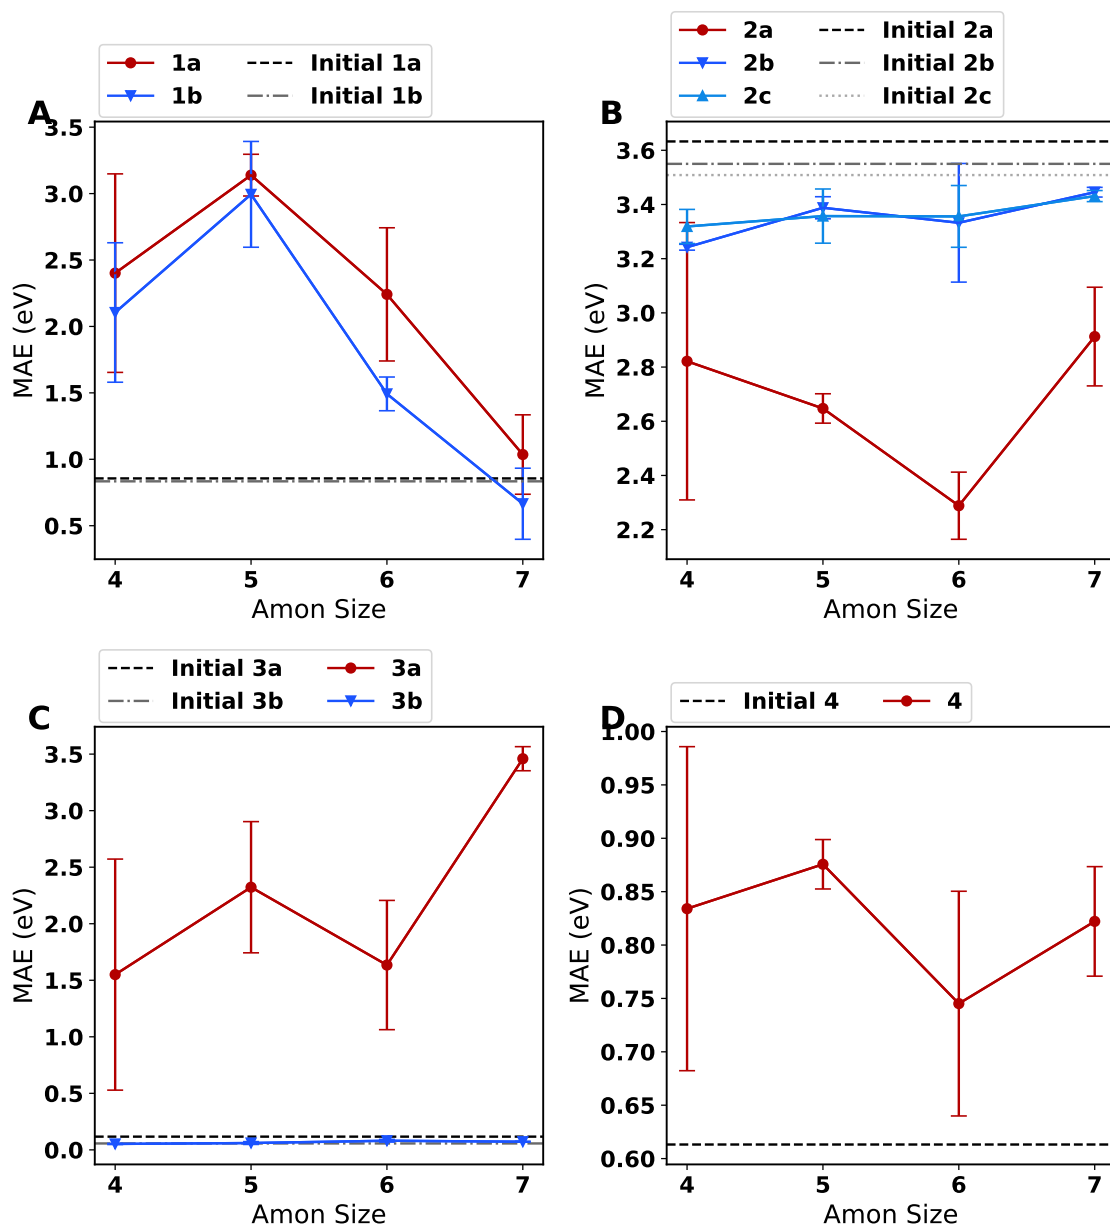 1a Initial 1a
1b Initial 1b
A
3.5
3.0
2.5
2.0
1.5
1.0
0.5
MAE (eV)
4 5 6 7
Amon Size
2a Initial 2a
2b Initial 2b
2c Initial 2c
B
3.6
3.4
3.2
3.0
2.8
2.6
2.4
2.2
MAE (eV)
4 5 6 7
Amon Size
Initial 3a 3a
Initial 3b 3b
C
3.5
3.0
2.5
2.0
1.5
1.0
0.5
0.0
MAE (eV)
4 5 6 7
Amon Size
Initial 4 4
D
1.00
0.95
0.90
0.85
0.80
0.75
0.70
0.65
0.60
MAE (eV)
4 5 6 7
Amon Size